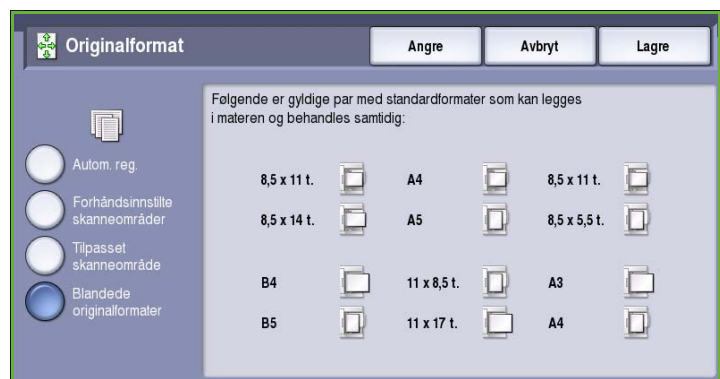 Originalformat
Angre
Avbryt
Lagre
Følgende er gyldige par med standardformater som kan legges
i materen og behandles samtidig:
Autom. reg.
Forhåndsinnstilte
skanneområder
Tilpasset
skanneområde
Blandede
originalformater
8,5 x 11 t. A4 8,5 x 11 t.
8,5 x 14 t. A5 8,5 x 5,5 t.
B4 11 x 8,5 t. A3
B5 11 x 17 t. A4